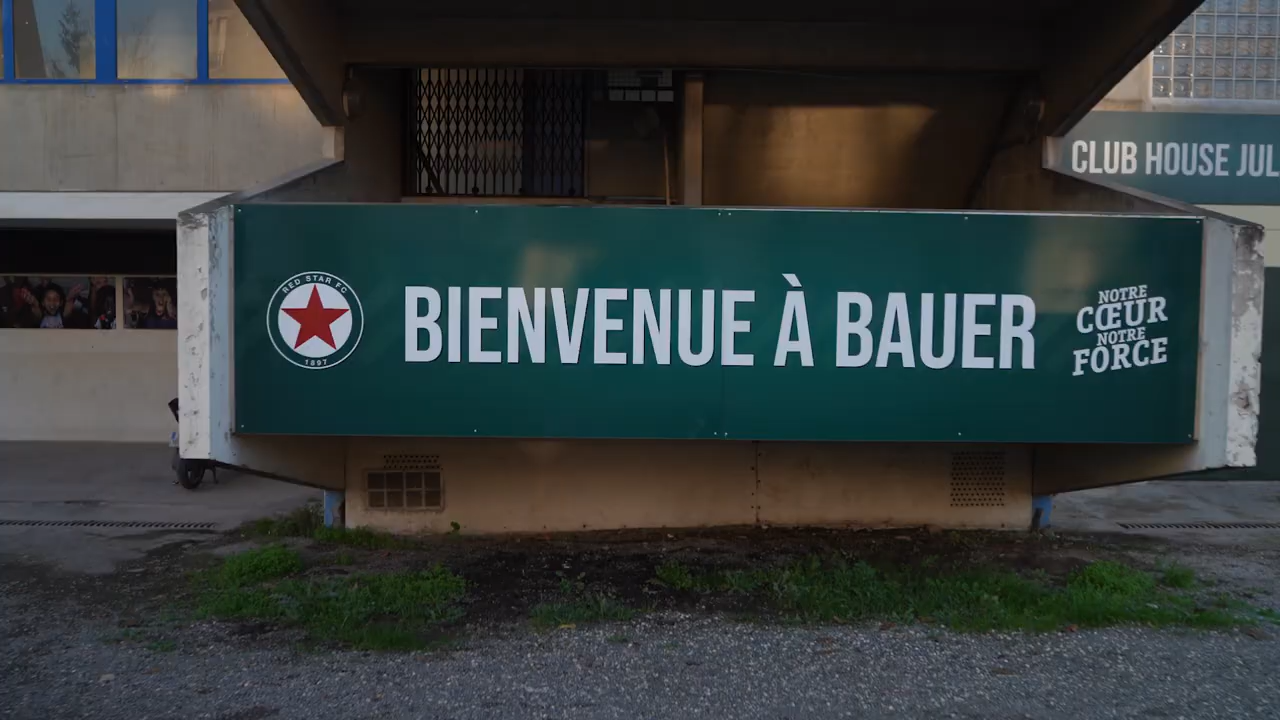 RED STAR FC
1897
BIENVENUE À BAUER
NOTRE
CŒUR
NOTRE
FORCE
CLUB HOUSE JUL